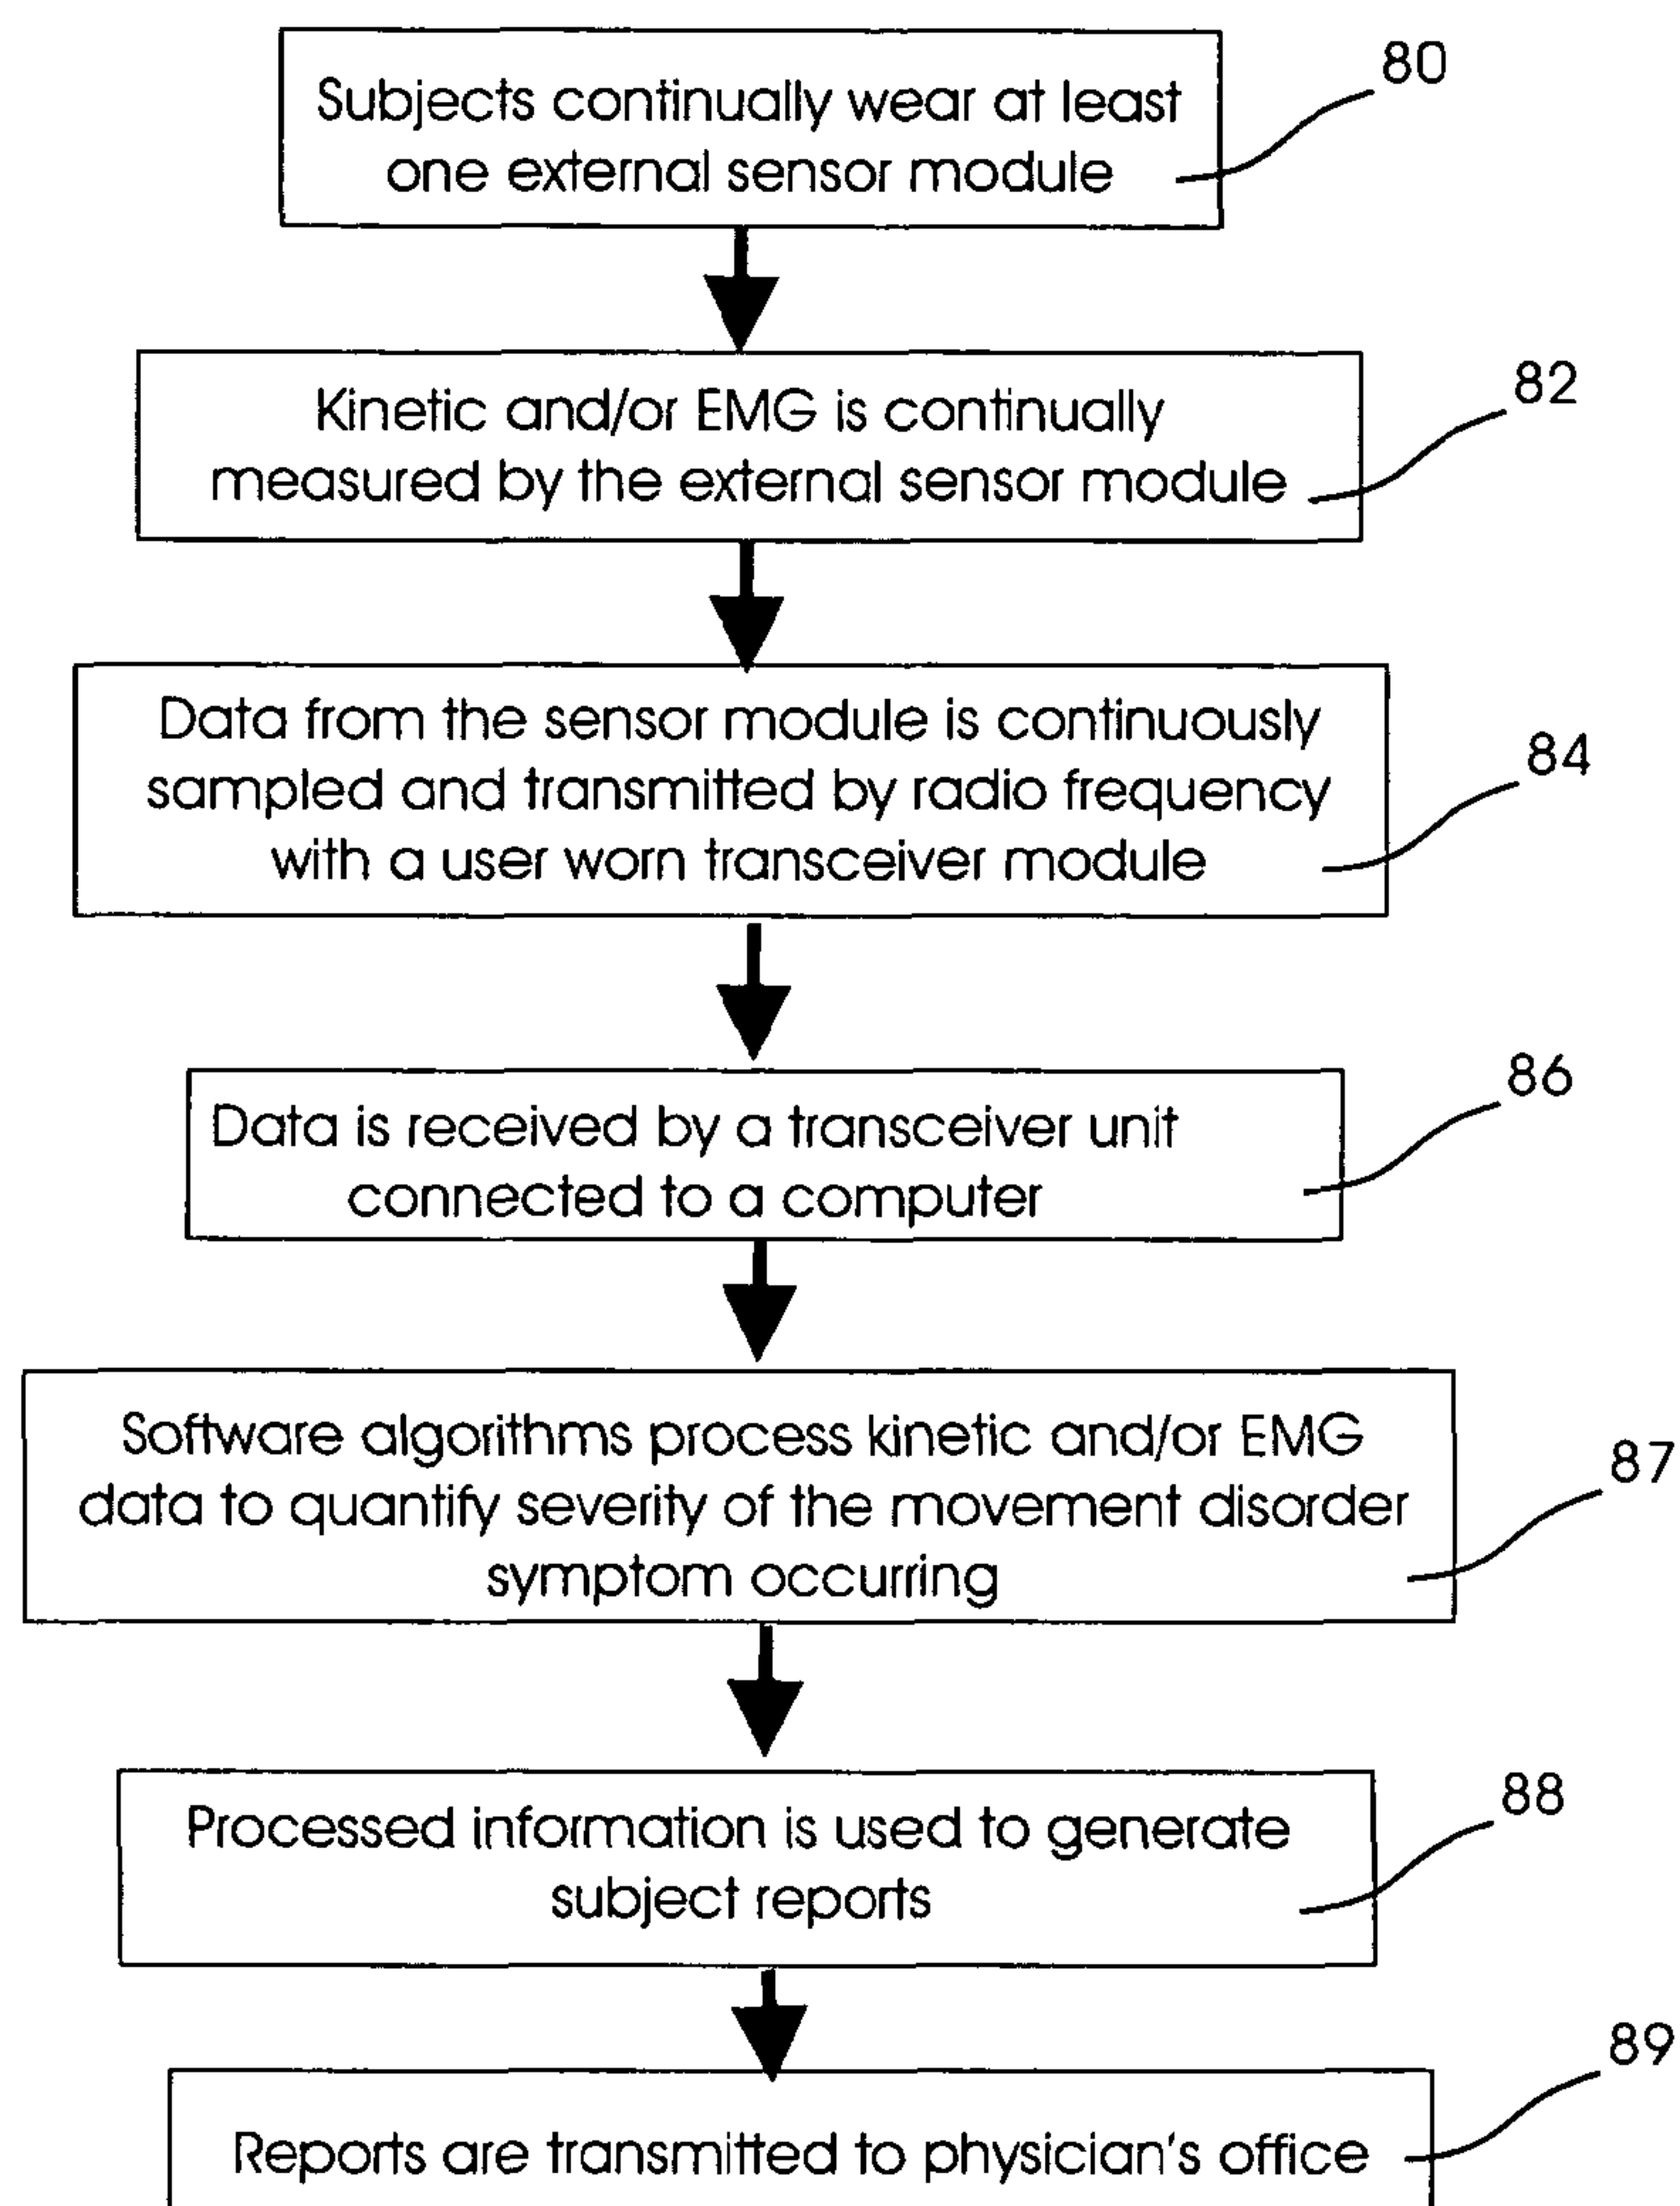 80
Subjects continually wear at least
one external sensor module
82
Kinetic and/or EMG is continually
measured by the external sensor module
84
Data from the sensor module is continuously
sampled and transmitted by radio frequency
with a user worn transceiver module
86
Data is received by a transceiver unit
connected to a computer
87
Software algorithms process kinetic and/or EMG
data to quantify severity of the movement disorder
symptom occurring
88
Processed information is used to generate
subject reports
89
Reports are transmitted to physician's office